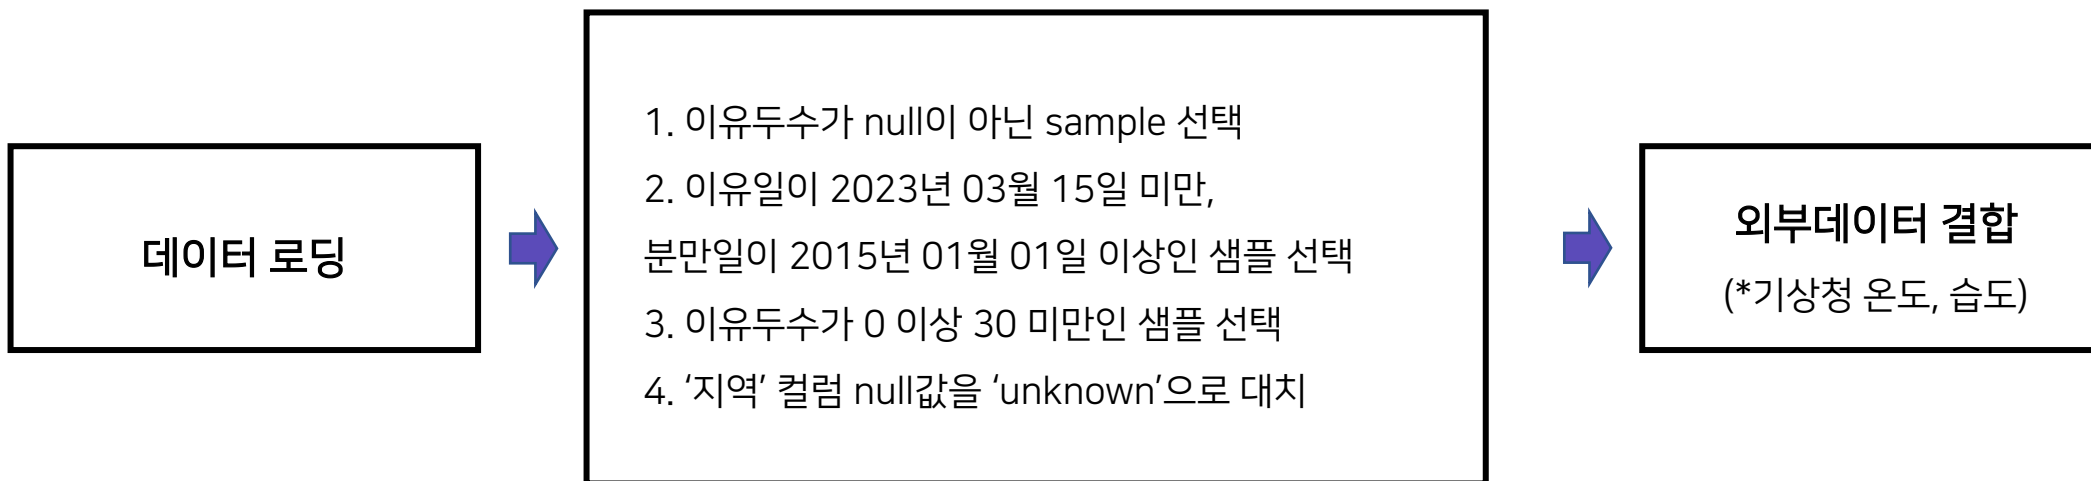 데이터 로딩
1. 이유두수가 null이 아닌 sample 선택
2. 이유일이 2023년 03월 15일 미만,
분만일이 2015년 01월 01일 이상인 샘플 선택
3. 이유두수가 0 이상 30 미만인 샘플 선택
4. ‘지역’ 컬럼 null값을 ‘unknown’으로 대치
외부데이터 결합
(*기상청 온도, 습도)